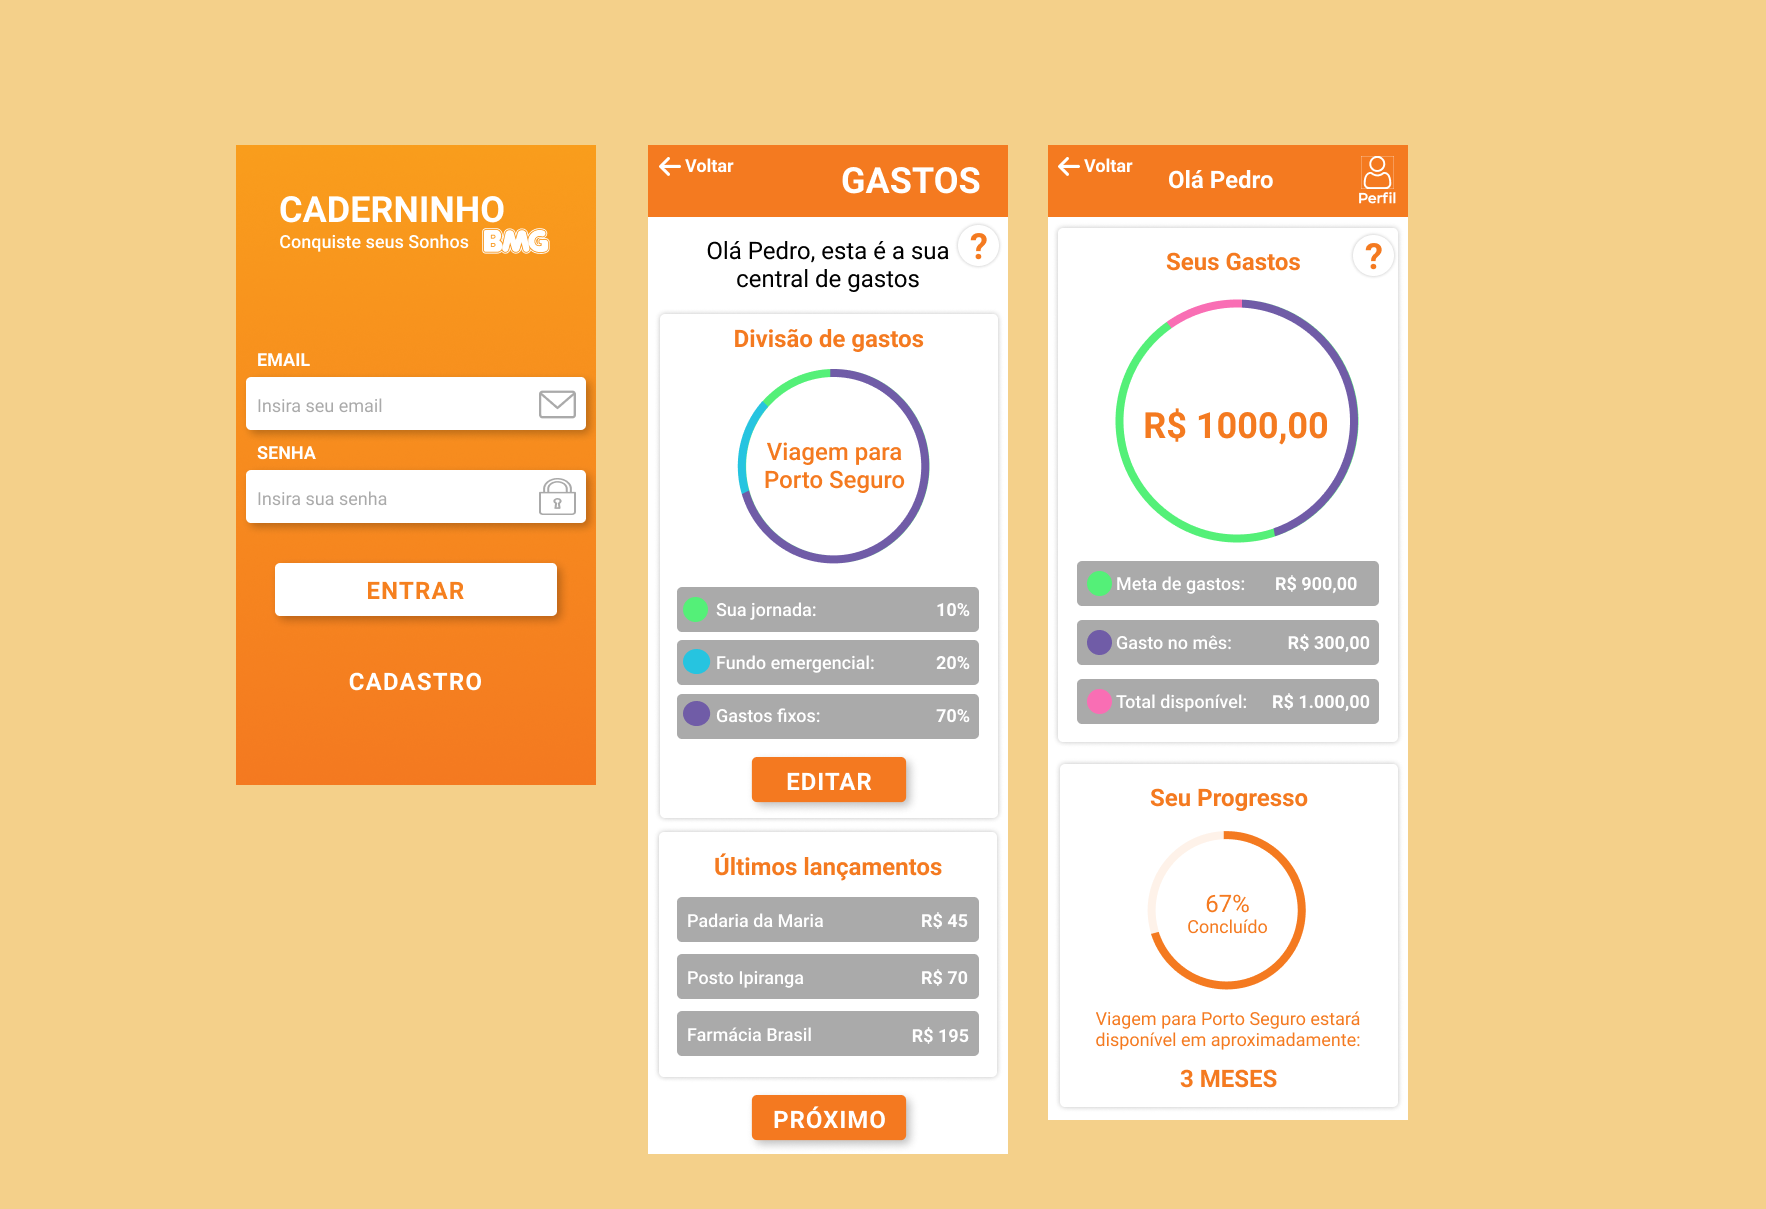 CADERNINHO
Conquiste seus Sonhos BMG
EMAIL
Insira seu email
SENHA
Insira sua senha
ENTRAR
CADASTRO
Voltar
GASTOS
Olá Pedro, esta é a sua
central de gastos
?
Divisão de gastos
Viagem para
Porto Seguro
Sua jornada: 10%
Fundo emergencial: 20%
Gastos fixos: 70%
EDITAR
Últimos lançamentos
Padaria da Maria R$ 45
Posto Ipiranga R$ 70
Farmácia Brasil R$ 195
PRÓXIMO
Voltar
Olá Pedro
Perfil
Seus Gastos
?
R$ 1000,00
Meta de gastos: R$ 900,00
Gasto no mês: R$ 300,00
Total disponível: R$ 1.000,00
Seu Progresso
67%
Concluído
Viagem para Porto Seguro estará
disponível em aproximadamente:
3 MESES